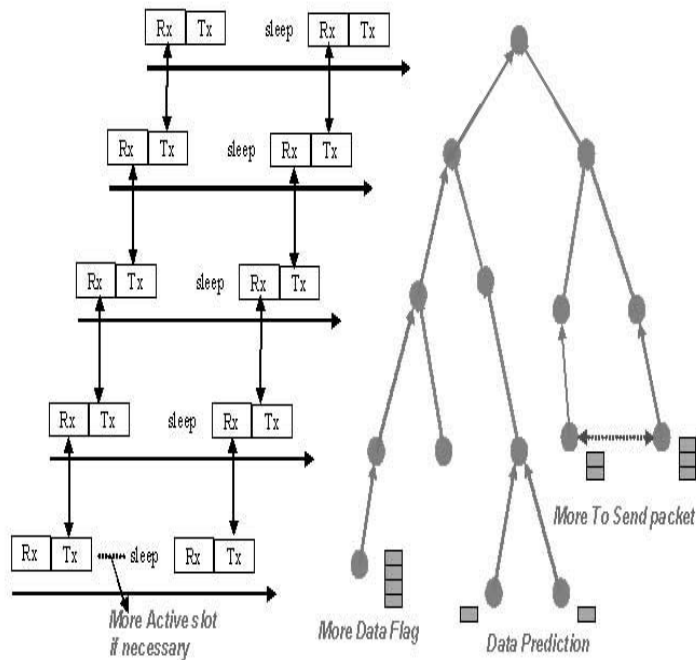 Rx Tx sleep Rx Tx
Rx Tx sleep Rx Tx
Rx Tx sleep Rx Tx
Rx Tx sleep Rx Tx
Rx Tx sleep Rx Tx
More Active slot
if necessary
More Data Flag
Data Prediction
More To Send packet